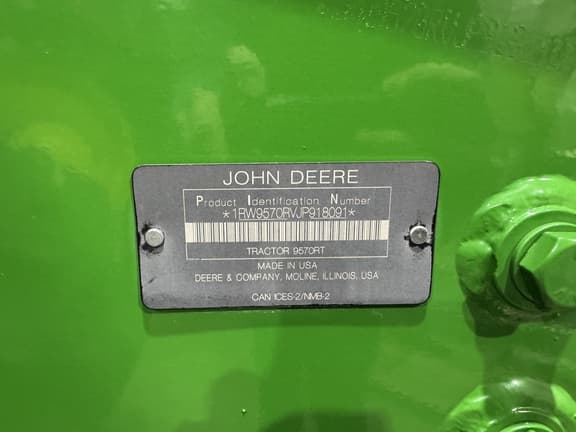 JOHN DEERE
Product Identification Number
*1RW9570RVJP918091*
TRACTOR 9570RT
MADE IN USA
DEERE & COMPANY, MOLINE, ILLINOIS, USA
CAN ICES-2/NMB-2